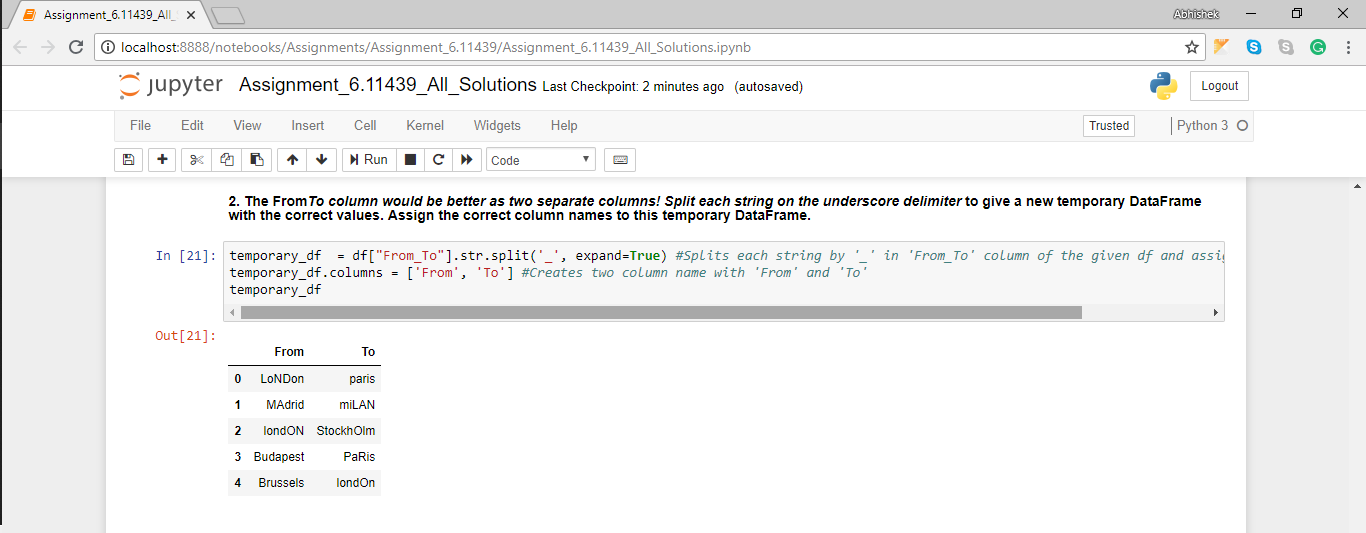 Assignment_6.11439_All_
Abhishek
localhost:8888/notebooks/Assignments/Assignment_6.11439/Assignment_6.11439_All_Solutions.ipynb
jupyter Assignment_6.11439_All_Solutions Last Checkpoint: 2 minutes ago (autosaved)
Logout
File Edit View Insert Cell Kernel Widgets Help
Trusted
Python 3
Run
Code
2. The FromTo column would be better as two separate columns! Split each string on the underscore delimiter to give a new temporary DataFrame
with the correct values. Assign the correct column names to this temporary DataFrame.
In [21]: temporary_df = df["From_To"].str.split('_', expand=True) #Splits each string by '_' in 'From_To' column of the given df and assig
temporary_df.columns = ['From', 'To'] #Creates two column name with 'From' and 'To'
temporary_df
Out[21]:
From To
0 LoNDon paris
1 MAdrid miLAN
2 londON StockhOlm
3 Budapest PaRis
4 Brussels londOn